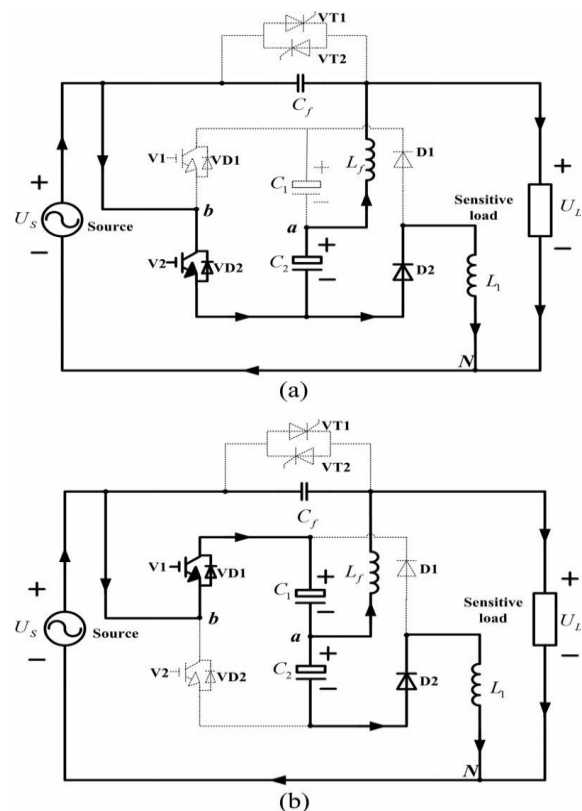 VT1
VT2
C_f
+
V1
VD1
b
C_1
+
L_f
D1
a
+
U_S
Source
−
V2
VD2
C_2
+
−
D2
Sensitive
load
L_1
+
U_L
−
N
(a)
VT1
VT2
C_f
V1
VD1
C_1
+
−
L_f
D1
+
U_S
Source
−
b
a
V2
VD2
C_2
+
−
D2
Sensitive
load
L_1
+
U_L
−
N
(b)